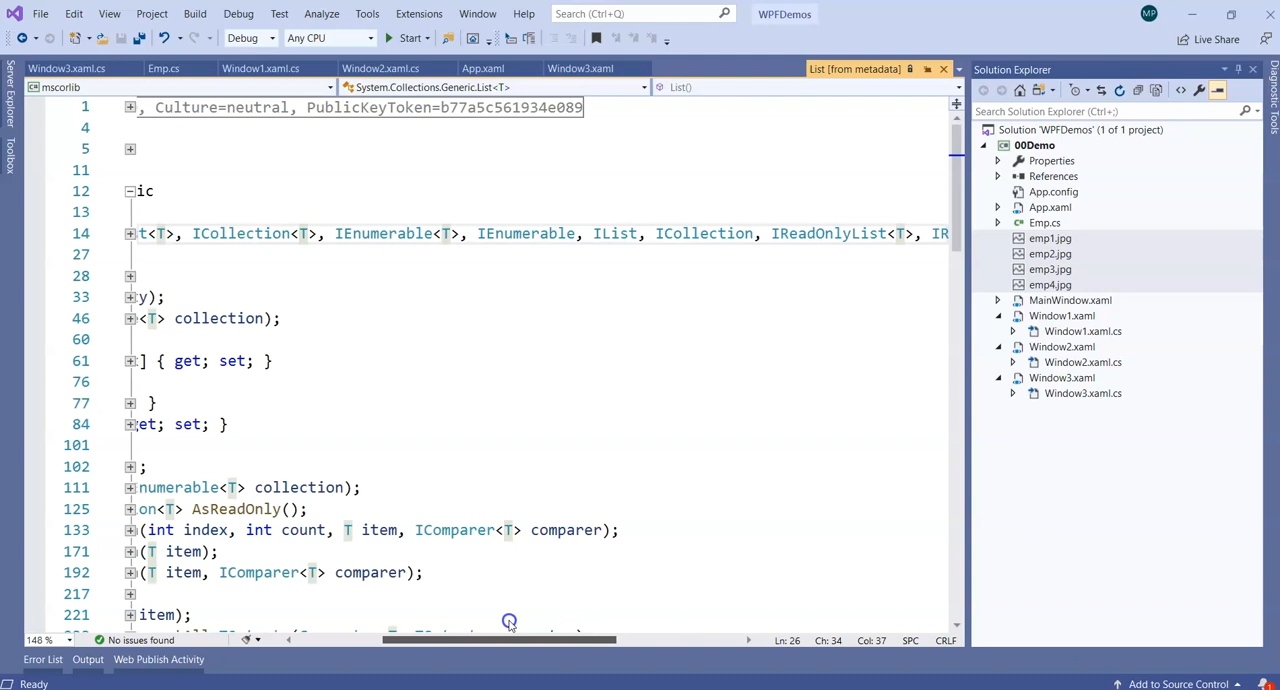 File Edit View Project Build Debug Test Analyze Tools Extensions Window Help Search (Ctrl+Q) WPFDemos MP
Debug Any CPU Start Live Share
Server Explorer
Toolbox
Window3.xaml.cs Emp.cs Window1.xaml.cs Window2.xaml.cs App.xaml Window3.xaml List [from metadata]
mscorlib System.Collections.Generic.List<T> List()
1 , Culture=neutral, PublicKeyToken=b77a5c561934e089
4
5
11
12 ic
13
14 t<T>, ICollection<T>, IEnumerable<T>, IEnumerable, IList, ICollection, IReadOnlyList<T>, IR
27
28
33 y);
46 <T> collection);
60
61 ] { get; set; }
76
77 }
84 et; set; }
101
102 ;
111 numerable<T> collection);
125 on<T> AsReadOnly();
133 (int index, int count, T item, IComparer<T> comparer);
171 (T item);
192 (T item, IComparer<T> comparer);
217
221 item);
148 % No issues found Ln: 26 Ch: 34 Col: 37 SPC CRLF
Solution Explorer
Search Solution Explorer (Ctrl+;)
Solution 'WPFDemos' (1 of 1 project)
00Demo
Properties
References
App.config
App.xaml
Emp.cs
emp1.jpg
emp2.jpg
emp3.jpg
emp4.jpg
MainWindow.xaml
Window1.xaml
Window1.xaml.cs
Window2.xaml
Window2.xaml.cs
Window3.xaml
Window3.xaml.cs
Diagnostic Tools
Error List Output Web Publish Activity
Ready Add to Source Control 1